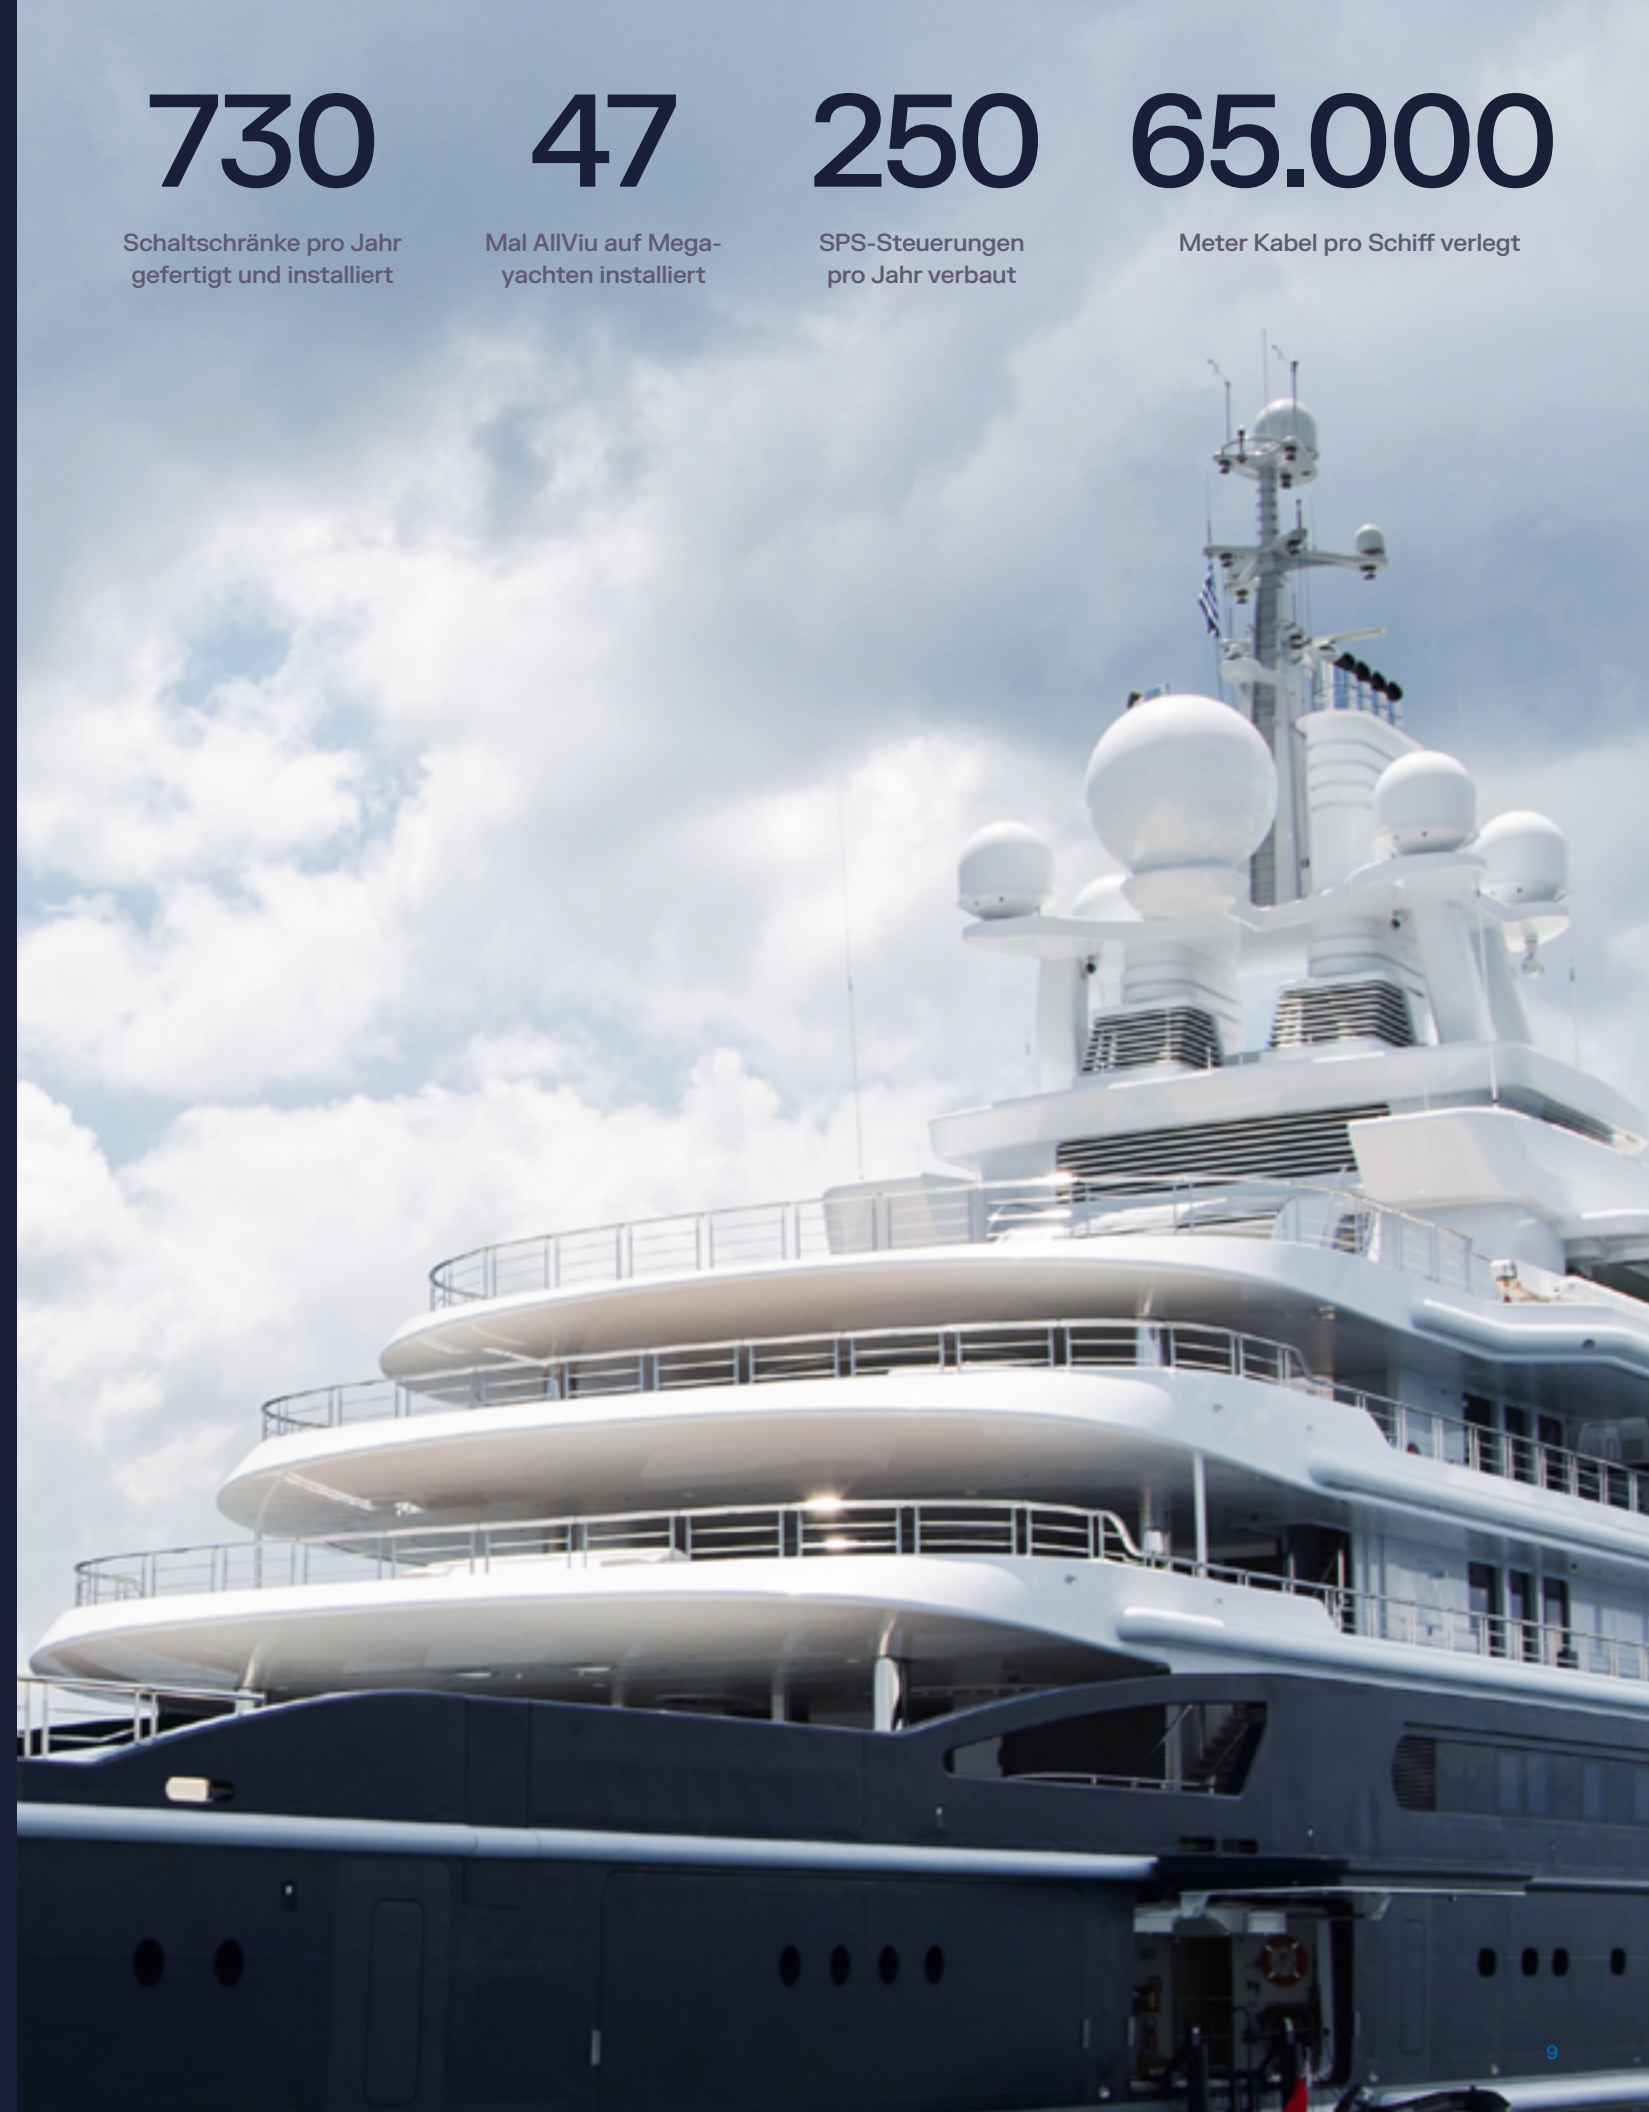 730
Schaltschränke pro Jahr
gefertigt und installiert
47
Mal AllViu auf Mega-
yachten installiert
250
SPS-Steuerungen
pro Jahr verbaut
65.000
Meter Kabel pro Schiff verlegt
9